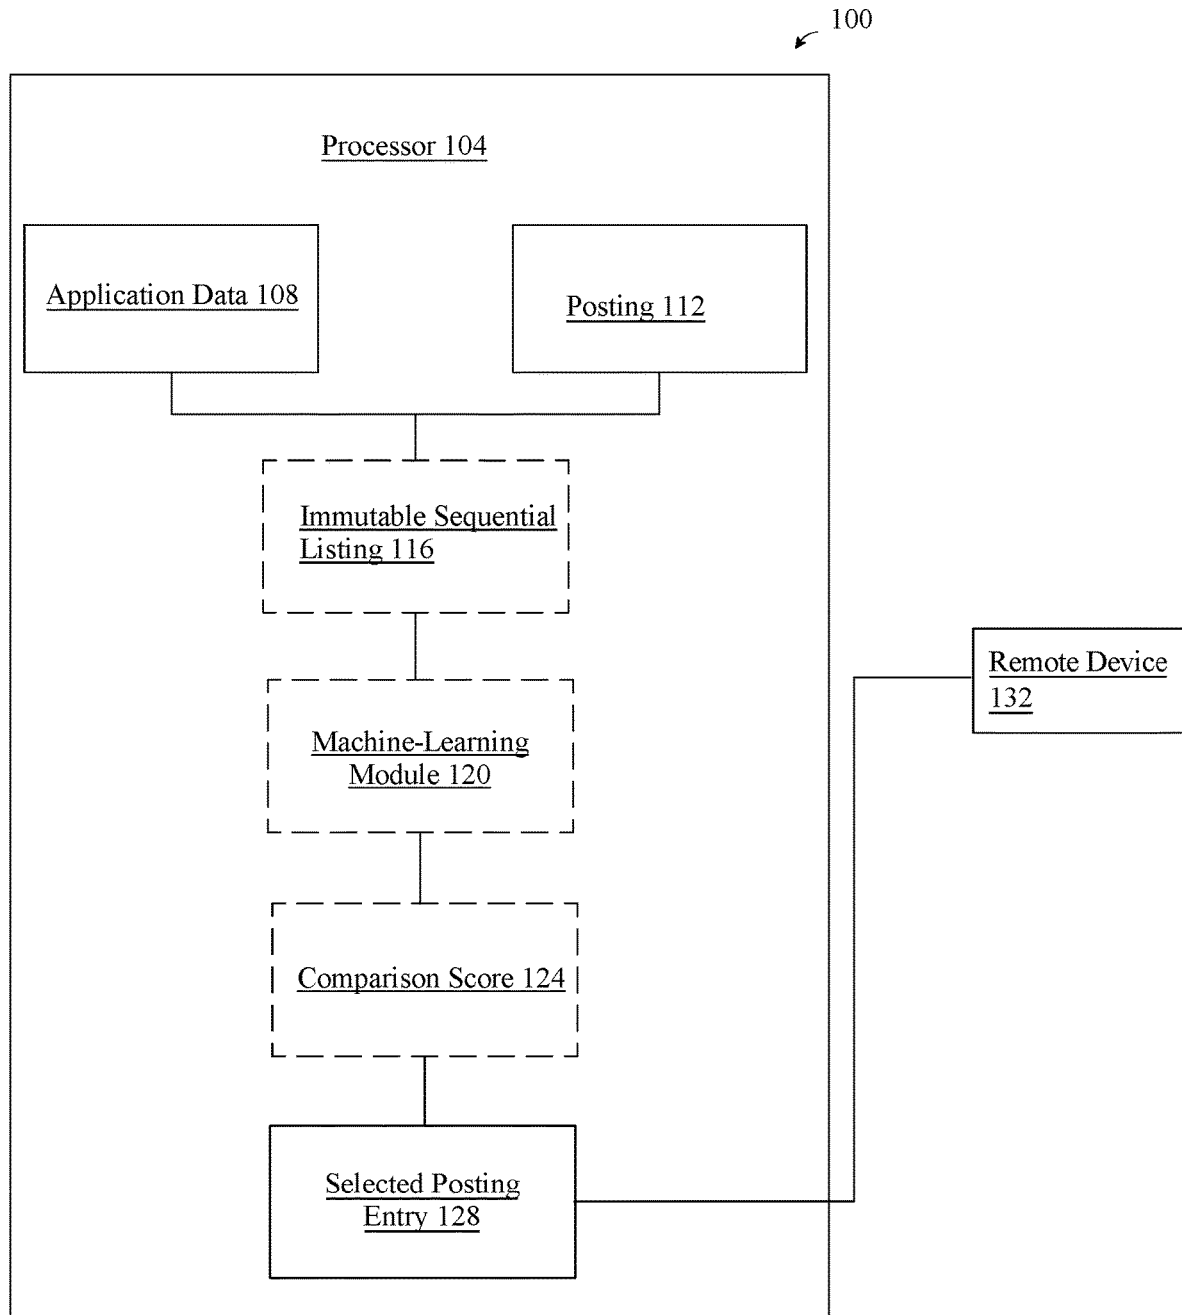 100
Processor 104
Application Data 108
Posting 112
Immutable Sequential
Listing 116
Machine-Learning
Module 120
Remote Device
132
Comparison Score 124
Selected Posting
Entry 128